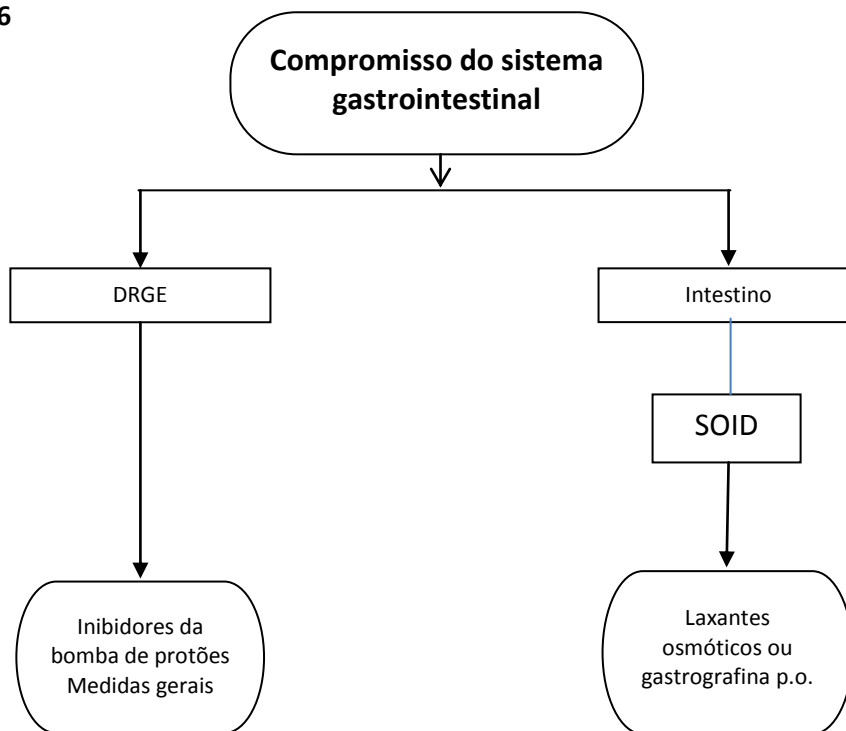 6
Compromisso do sistema
gastrointestinal
DRGE
Intestino
SOID
Inibidores da
bomba de protões
Medidas gerais
Laxantes
osmóticos ou
gastrografina p.o.